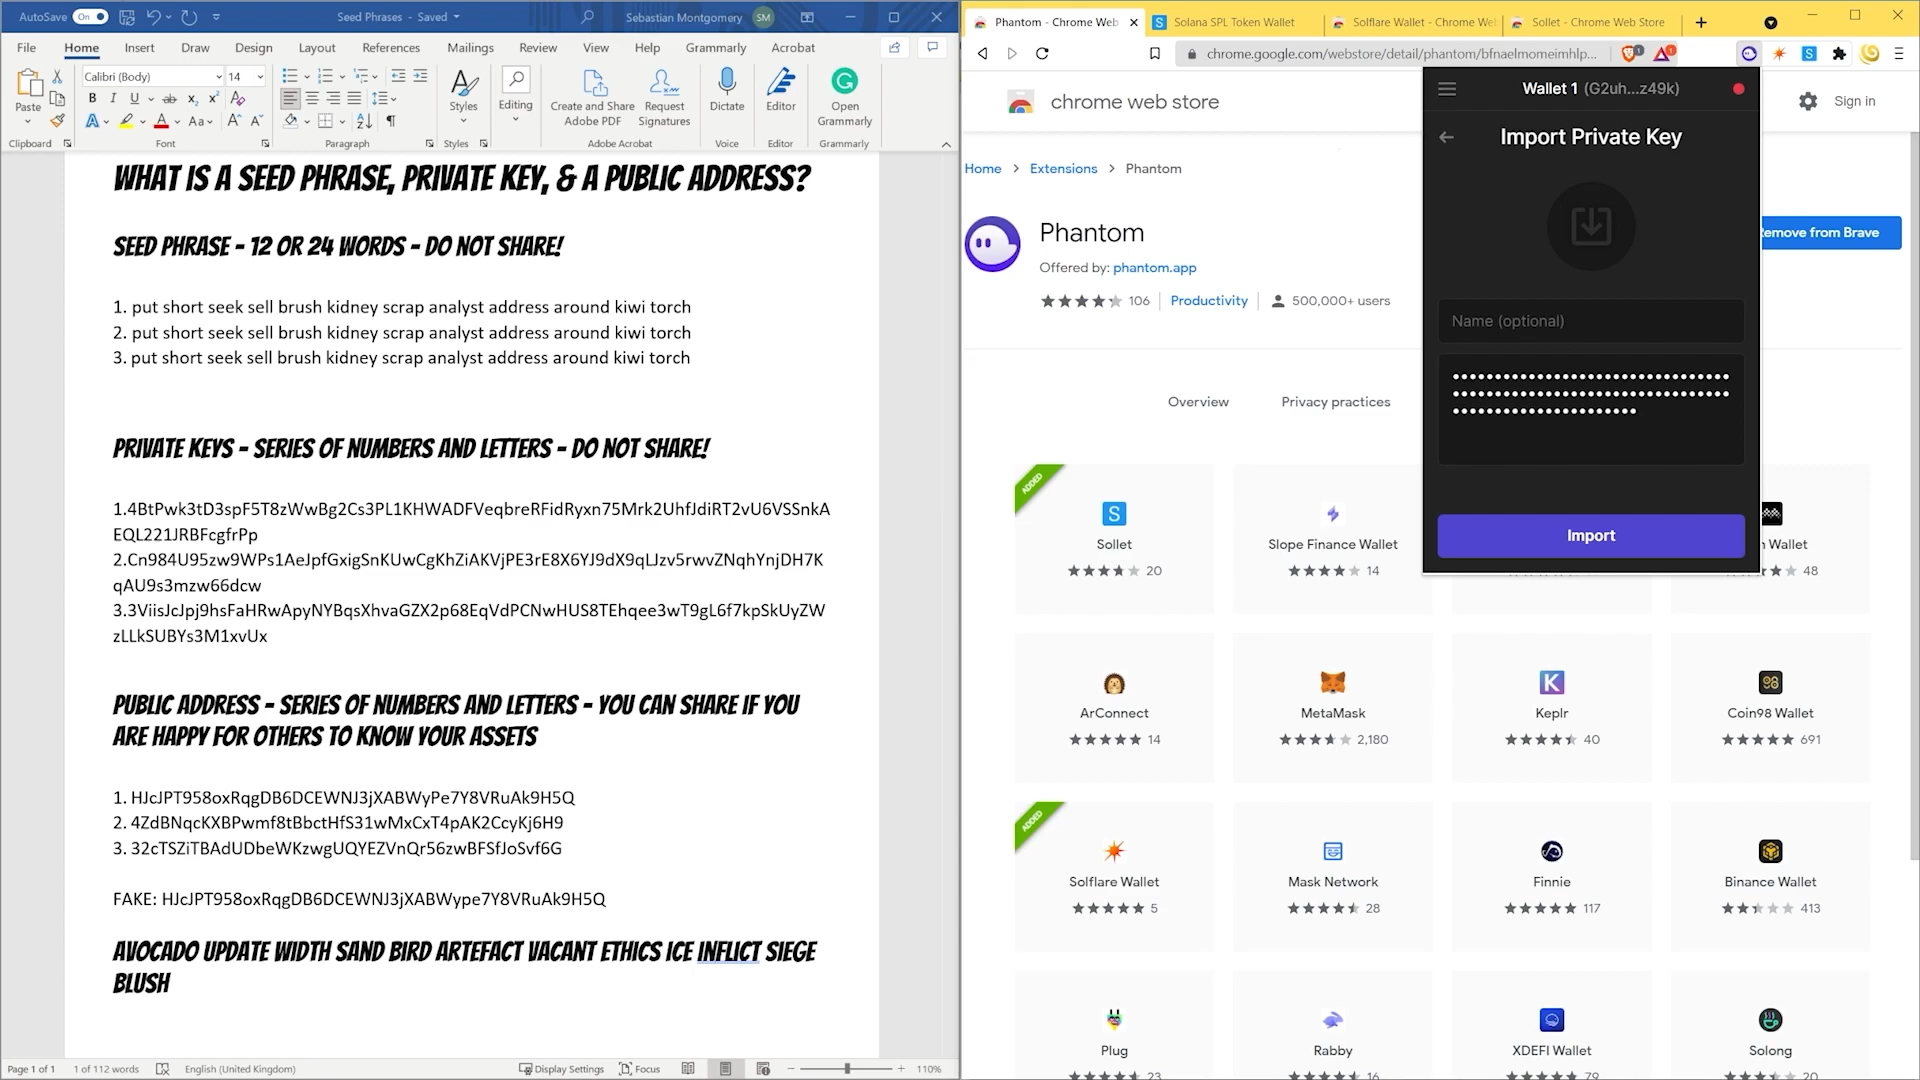 AutoSave On Seed Phrases - Saved Sebastian Montgomery SM
File Home Insert Draw Design Layout References Mailings Review View Help Grammarly Acrobat
Calibri (Body) 14
Paste Styles Editing Create and Share Adobe PDF Request Signatures Dictate Editor Open Grammarly
Clipboard Font Paragraph Styles Adobe Acrobat Voice Editor Grammarly
WHAT IS A SEED PHRASE, PRIVATE KEY, & A PUBLIC ADDRESS?
SEED PHRASE - 12 OR 24 WORDS - DO NOT SHARE!
1. put short seek sell brush kidney scrap analyst address around kiwi torch
2. put short seek sell brush kidney scrap analyst address around kiwi torch
3. put short seek sell brush kidney scrap analyst address around kiwi torch
PRIVATE KEYS - SERIES OF NUMBERS AND LETTERS - DO NOT SHARE!
1.4BtPwk3tD3spF5T8zWwBg2Cs3PL1KHWADFVeqbreRFidRyxn75Mrk2UhfJdiRT2vU6VSSnkA
EQL221JRBFcgfrPp
2.Cn984U95zw9WPs1AeJpfGxigSnKUwCgKhZiAKVjPE3rE8X6YJ9dX9qLJzv5rwvZNqhYnjDH7K
qAU9s3mzw66dcw
3.3ViisJcJpj9hsFaHRwApyNYBqsXhvaGZX2p68EqVdPCNwHUS8TEhqee3wT9gL6f7kpSkUyZW
zLLkSUBYs3M1xvUx
PUBLIC ADDRESS - SERIES OF NUMBERS AND LETTERS - YOU CAN SHARE IF YOU
ARE HAPPY FOR OTHERS TO KNOW YOUR ASSETS
1. HJcJPT958oxRqgDB6DCEWNJ3jXABWyPe7Y8VRuAk9H5Q
2. 4ZdBNqcKXBPwmf8tBbctHfS31wMxCxT4pAK2CcyKj6H9
3. 32cTSZiTBAdUDbeWKzwgUQYEZVnQr56zwBFSfJoSvf6G
FAKE: HJcJPT958oxRqgDB6DCEWNJ3jXABWype7Y8VRuAk9H5Q
AVOCADO UPDATE WIDTH SAND BIRD ARTEFACT VACANT ETHICS ICE INFLICT SIEGE
BLUSH
Page 1 of 1 1 of 112 words English (United Kingdom) Display Settings Focus 110%
Phantom - Chrome Web Solana SPL Token Wallet Solflare Wallet - Chrome We Sollet - Chrome Web Store
chrome.google.com/webstore/detail/phantom/bfnaelmomeimhlp...
chrome web store Sign in
Home > Extensions > Phantom
Phantom
Offered by: phantom.app
106 Productivity 500,000+ users
emove from Brave
Overview Privacy practices
Wallet 1 (G2uh...z49k)
Import Private Key
Name (optional)
Import
ADDED
Sollet Slope Finance Wallet Wallet
20 14 48
ArConnect MetaMask Keplr Coin98 Wallet
14 2,180 40 691
ADDED
Solflare Wallet Mask Network Finnie Binance Wallet
5 28 117 413
Plug Rabby XDEFI Wallet Solong
23 16 79 20